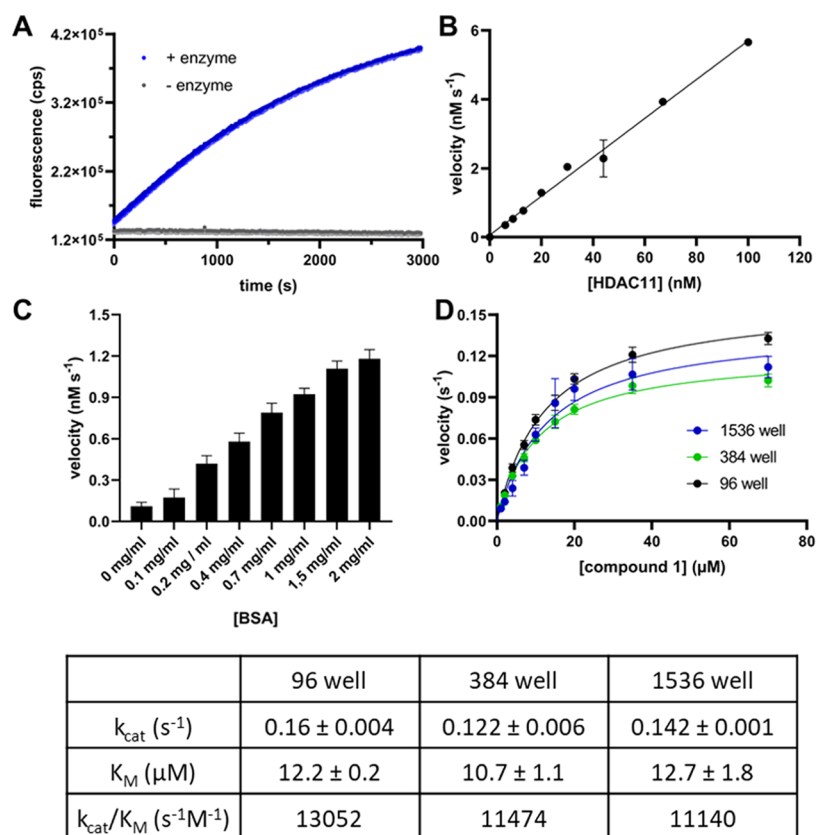 A
fluorescence (cps)
4.2×10⁵
3.2×10⁵
2.2×10⁵
1.2×10⁵
+ enzyme
- enzyme
0 1000 2000 3000
time (s)
B
velocity (nM s⁻¹)
6
4
2
0
0 20 40 60 80 100 120
[HDAC11] (nM)
C
velocity (nM s⁻¹)
1.5
1.2
0.9
0.6
0.3
0.0
0 mg/ml
0.1 mg/ml
0.2 mg / ml
0.4 mg/ml
0.7 mg/ml
1 mg/ml
1,5 mg/ml
2 mg/ml
[BSA]
D
velocity (s⁻¹)
0.15
0.12
0.09
0.06
0.03
0.00
1536 well
384 well
96 well
0 20 40 60 80
[compound 1] (µM)
96 well 384 well 1536 well
kcat (s⁻¹) 0.16 ± 0.004 0.122 ± 0.006 0.142 ± 0.001
KM (µM) 12.2 ± 0.2 10.7 ± 1.1 12.7 ± 1.8
kcat/KM (s⁻¹M⁻¹) 13052 11474 11140